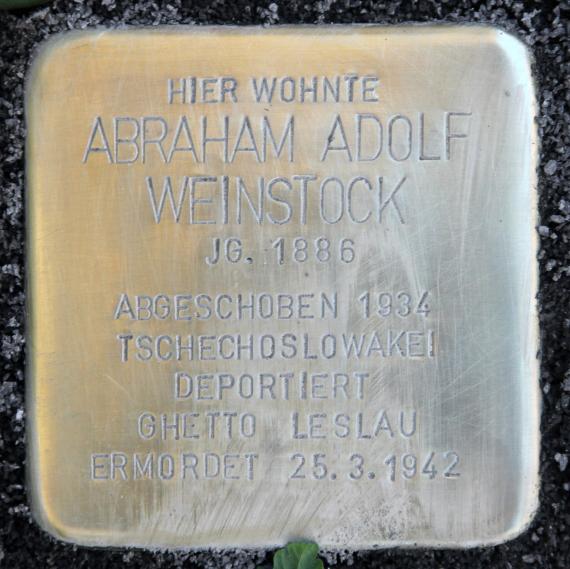 HIER WOHNTE
ABRAHAM ADOLF
WEINSTOCK
JG. 1886
ABGESCHOBEN 1934
TSCHECHOSLOWAKEI
DEPORTIERT
GHETTO LESLAU
ERMORDET 25.3.1942